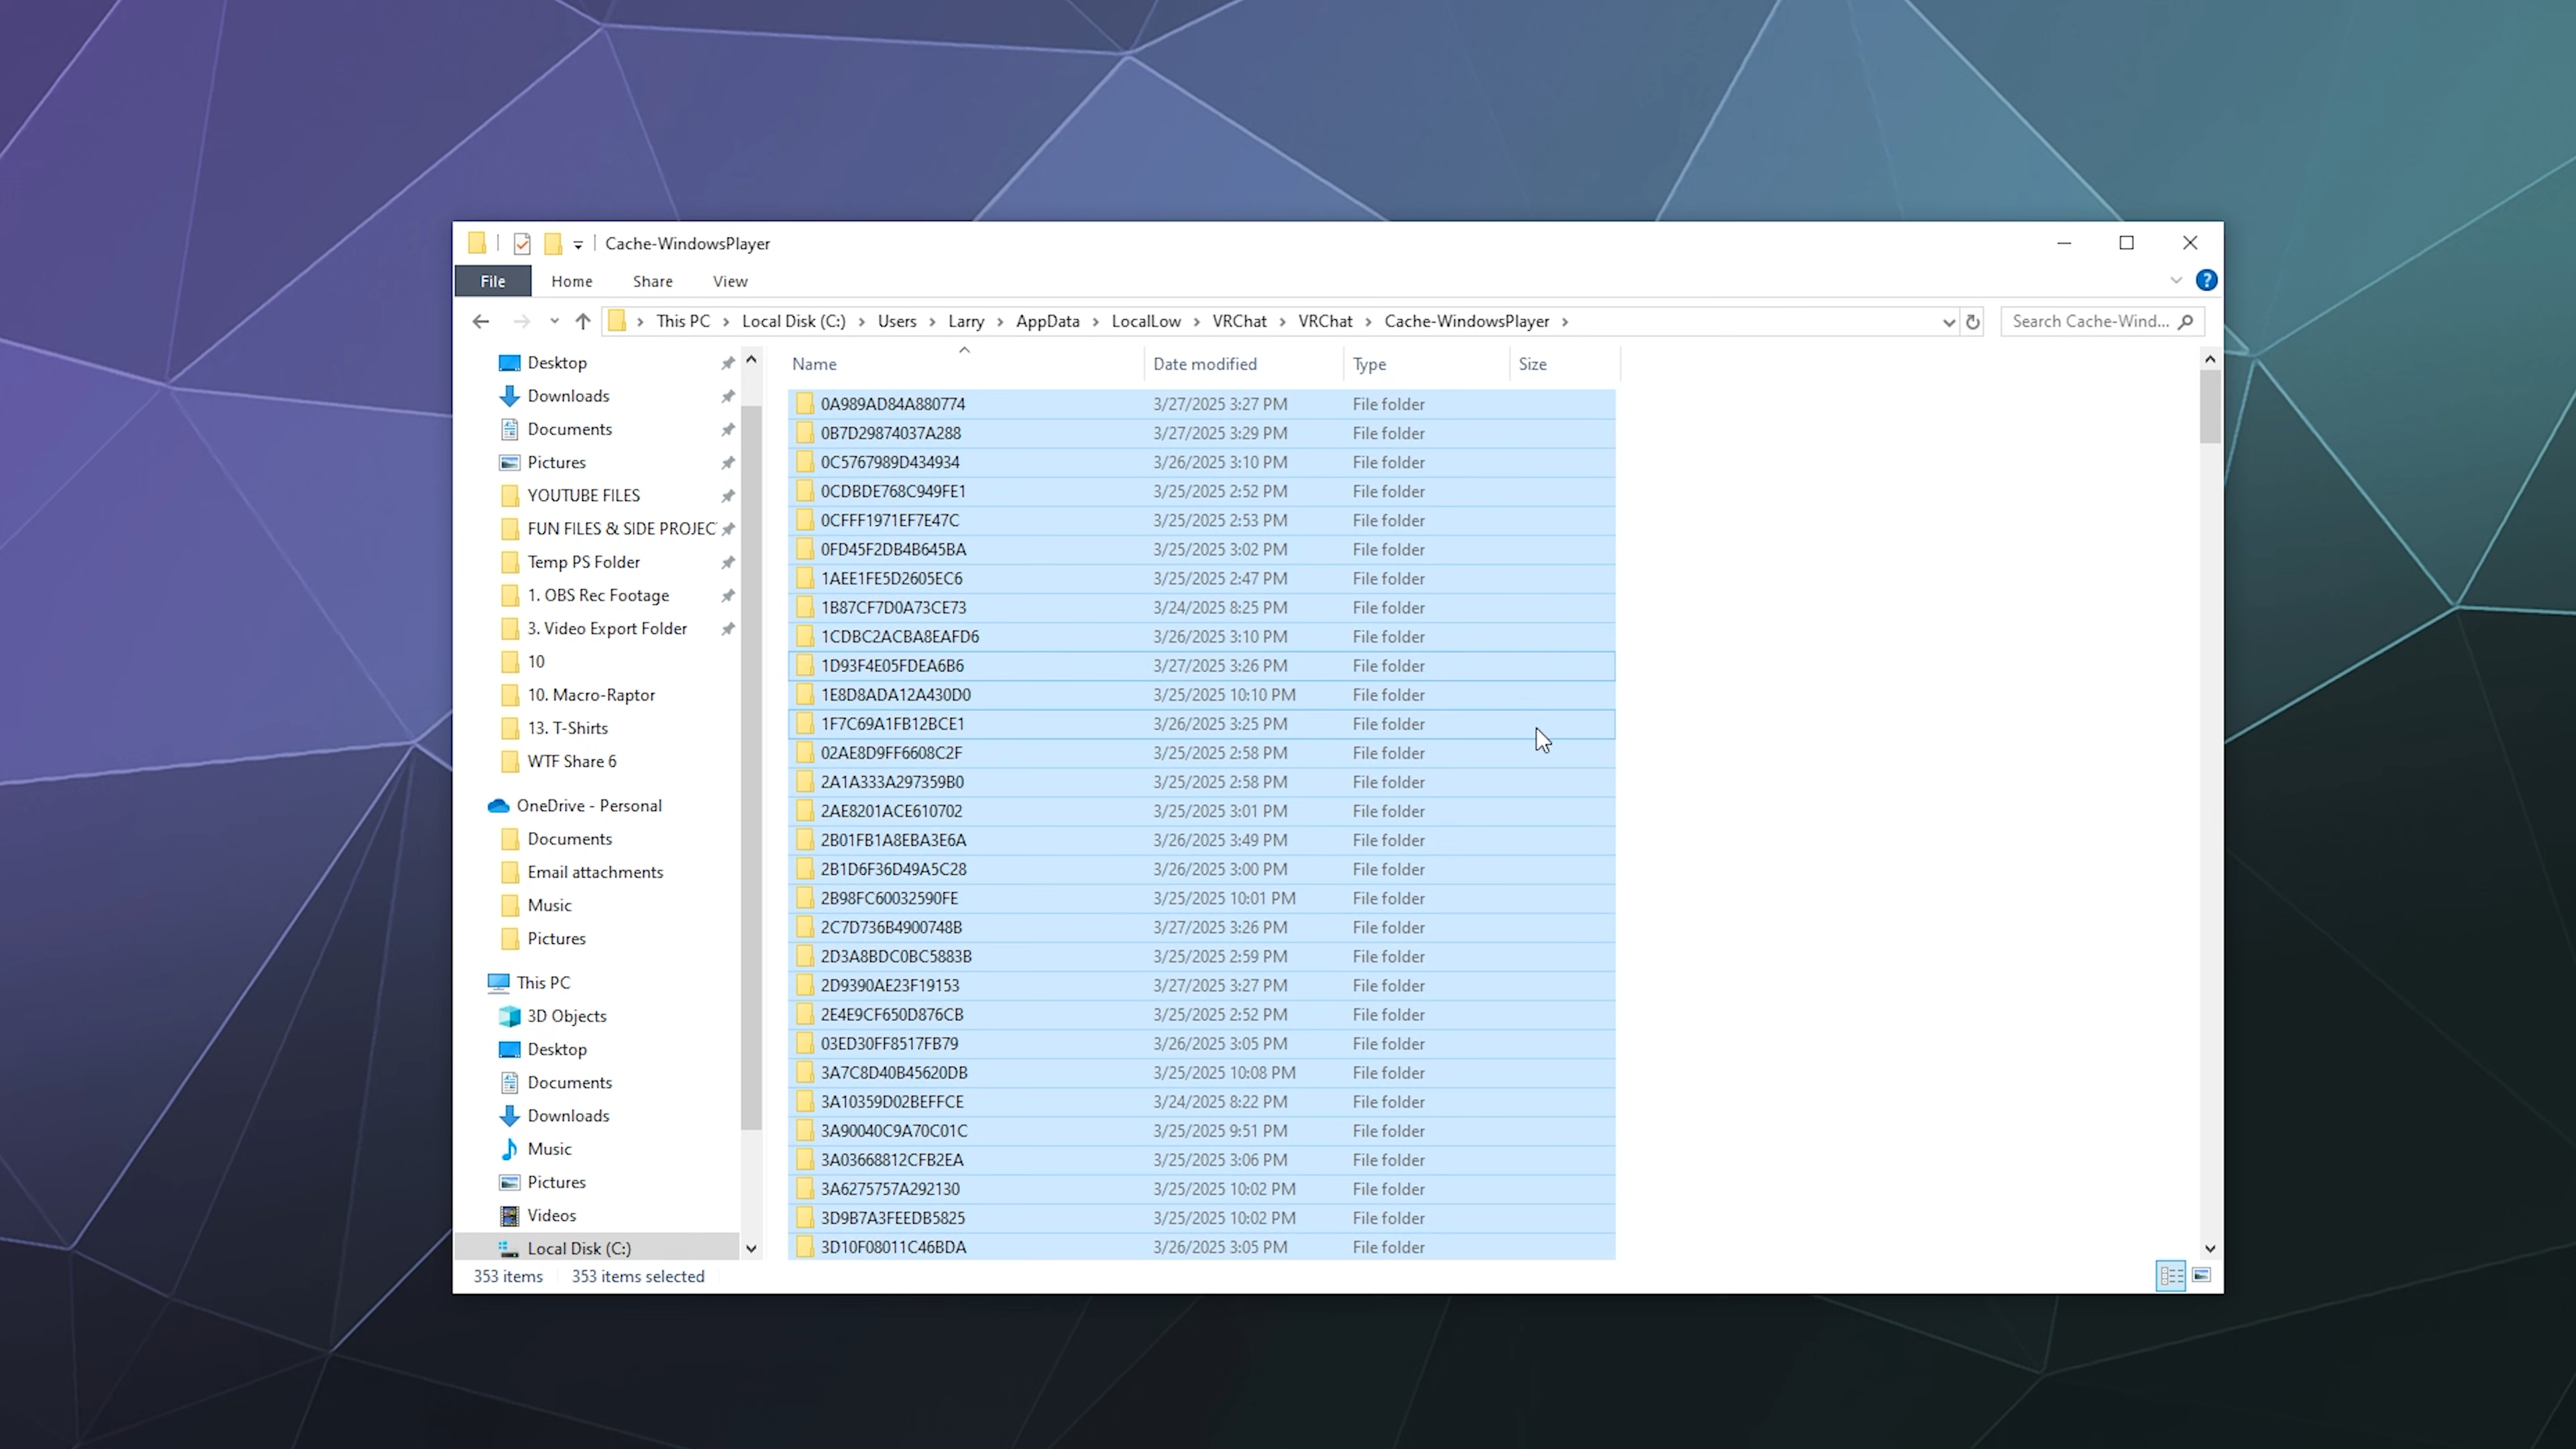 Cache-WindowsPlayer
File Home Share View
This PC Local Disk (C:) Users Larry AppData LocalLow VRChat VRChat Cache-WindowsPlayer
Search Cache-Wind...
Desktop
Downloads
Documents
Pictures
YOUTUBE FILES
FUN FILES & SIDE PROJEC
Temp PS Folder
1. OBS Rec Footage
3. Video Export Folder
10
10. Macro-Raptor
13. T-Shirts
WTF Share 6
OneDrive - Personal
Documents
Email attachments
Music
Pictures
This PC
3D Objects
Desktop
Documents
Downloads
Music
Pictures
Videos
Local Disk (C:)
Name Date modified Type Size
0A989AD84A880774 3/27/2025 3:27 PM File folder
0B7D29874037A288 3/27/2025 3:29 PM File folder
0C5767989D434934 3/26/2025 3:10 PM File folder
0CDBDE768C949FE1 3/25/2025 2:52 PM File folder
0CFFF1971EF7E47C 3/25/2025 2:53 PM File folder
0FD45F2DB4B645BA 3/25/2025 3:02 PM File folder
1AEE1FE5D2605EC6 3/25/2025 2:47 PM File folder
1B87CF7D0A73CE73 3/24/2025 8:25 PM File folder
1CDBC2ACBA8EAFD6 3/26/2025 3:10 PM File folder
1D93F4E05FDEA6B6 3/27/2025 3:26 PM File folder
1E8D8ADA12A430D0 3/25/2025 10:10 PM File folder
1F7C69A1FB12BCE1 3/26/2025 3:25 PM File folder
02AE8D9FF6608C2F 3/25/2025 2:58 PM File folder
2A1A333A297359B0 3/25/2025 2:58 PM File folder
2AE8201ACE610702 3/25/2025 3:01 PM File folder
2B01FB1A8EBA3E6A 3/26/2025 3:49 PM File folder
2B1D6F36D49A5C28 3/26/2025 3:00 PM File folder
2B98FC60032590FE 3/25/2025 10:01 PM File folder
2C7D736B4900748B 3/27/2025 3:26 PM File folder
2D3A8BDC0BC5883B 3/25/2025 2:59 PM File folder
2D9390AE23F19153 3/27/2025 3:27 PM File folder
2E4E9CF650D876CB 3/25/2025 2:52 PM File folder
03ED30FF8517FB79 3/26/2025 3:05 PM File folder
3A7C8D40B45620DB 3/25/2025 10:08 PM File folder
3A10359D02BEFFCE 3/24/2025 8:22 PM File folder
3A90040C9A70C01C 3/25/2025 9:51 PM File folder
3A03668812CFB2EA 3/25/2025 3:06 PM File folder
3A6275757A292130 3/25/2025 10:02 PM File folder
3D9B7A3FEEDB5825 3/25/2025 10:02 PM File folder
3D10F08011C46BDA 3/26/2025 3:05 PM File folder
353 items 353 items selected